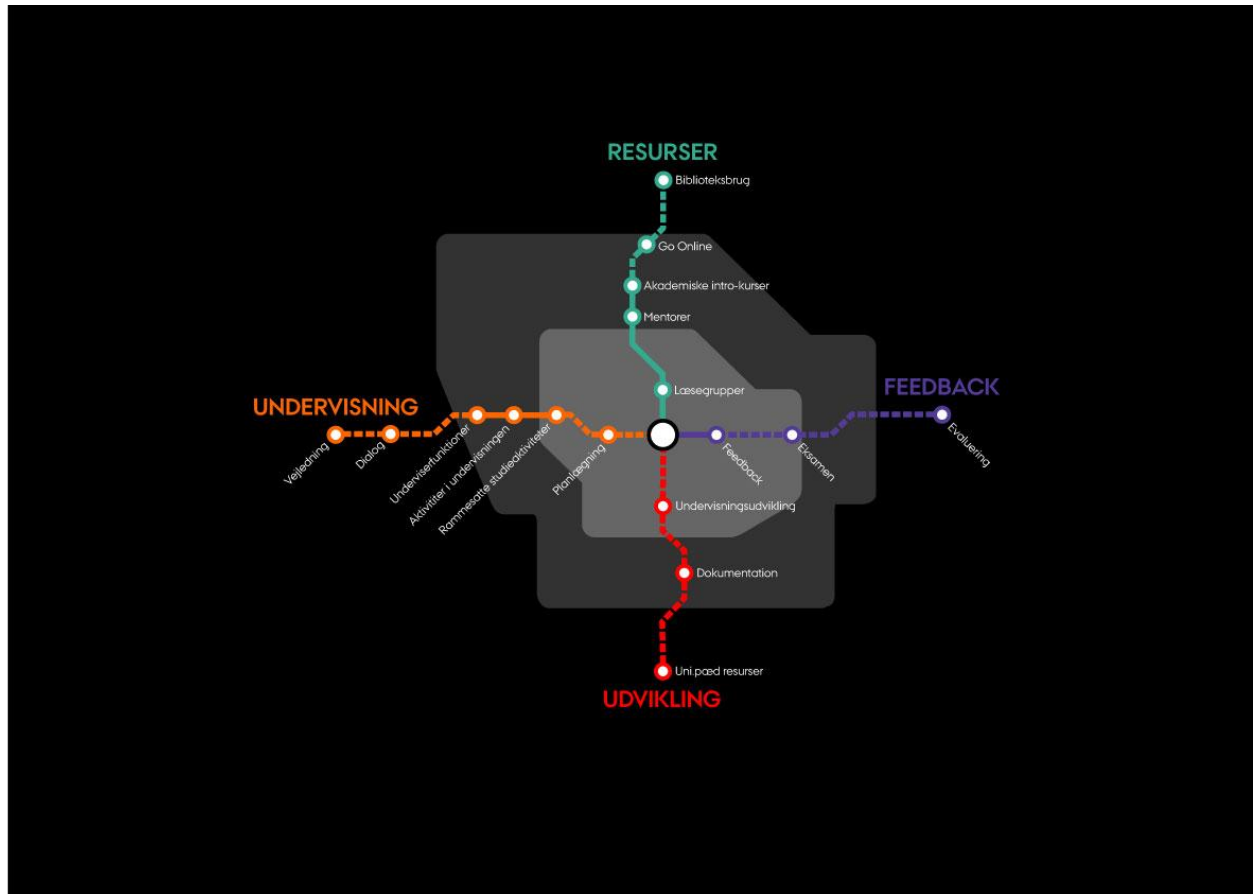 RESURSER
Biblioteksbrug
Go Online
Akademiske intro-kurser
Mentorer
Læsegrupper
UNDERVISNING
Vejledning
Dialog
Underviserfunktioner
Aktivititer i undervisningen
Rammesatte studieaktiviteter
Planlægning
FEEDBACK
Feedback
Eksamen
Evaluering
Undervisningsudvikling
Dokumentation
Uni.pæd resurser
UDVIKLING